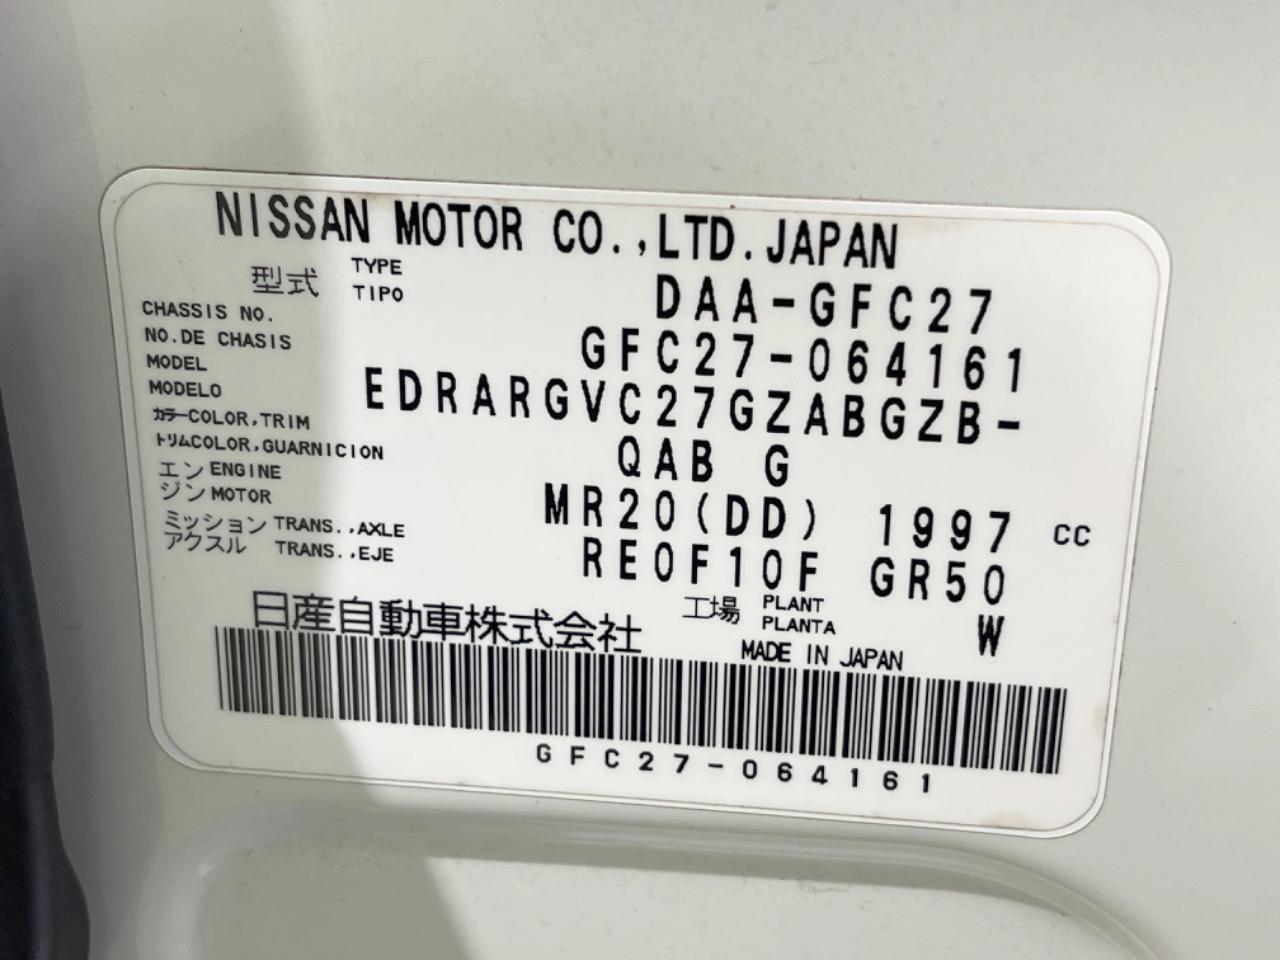 NISSAN MOTOR CO.,LTD.JAPAN
型式 TYPE DAA-GFC27
TIPO
CHASSIS NO. GFC27-064161
NO.DE CHASIS
MODEL EDRARGVC27GZABGZB-
MODELO
カラーCOLOR,TRIM QAB G
トリムCOLOR,GUARNICION
エン ENGINE MR20(DD) 1997 CC
ジン MOTOR
ミッション TRANS.,AXLE RE0F10F GR50
アクスル TRANS.,EJE
日産自動車株式会社 工場 PLANT W
PLANTA
MADE IN JAPAN
GFC27-064161